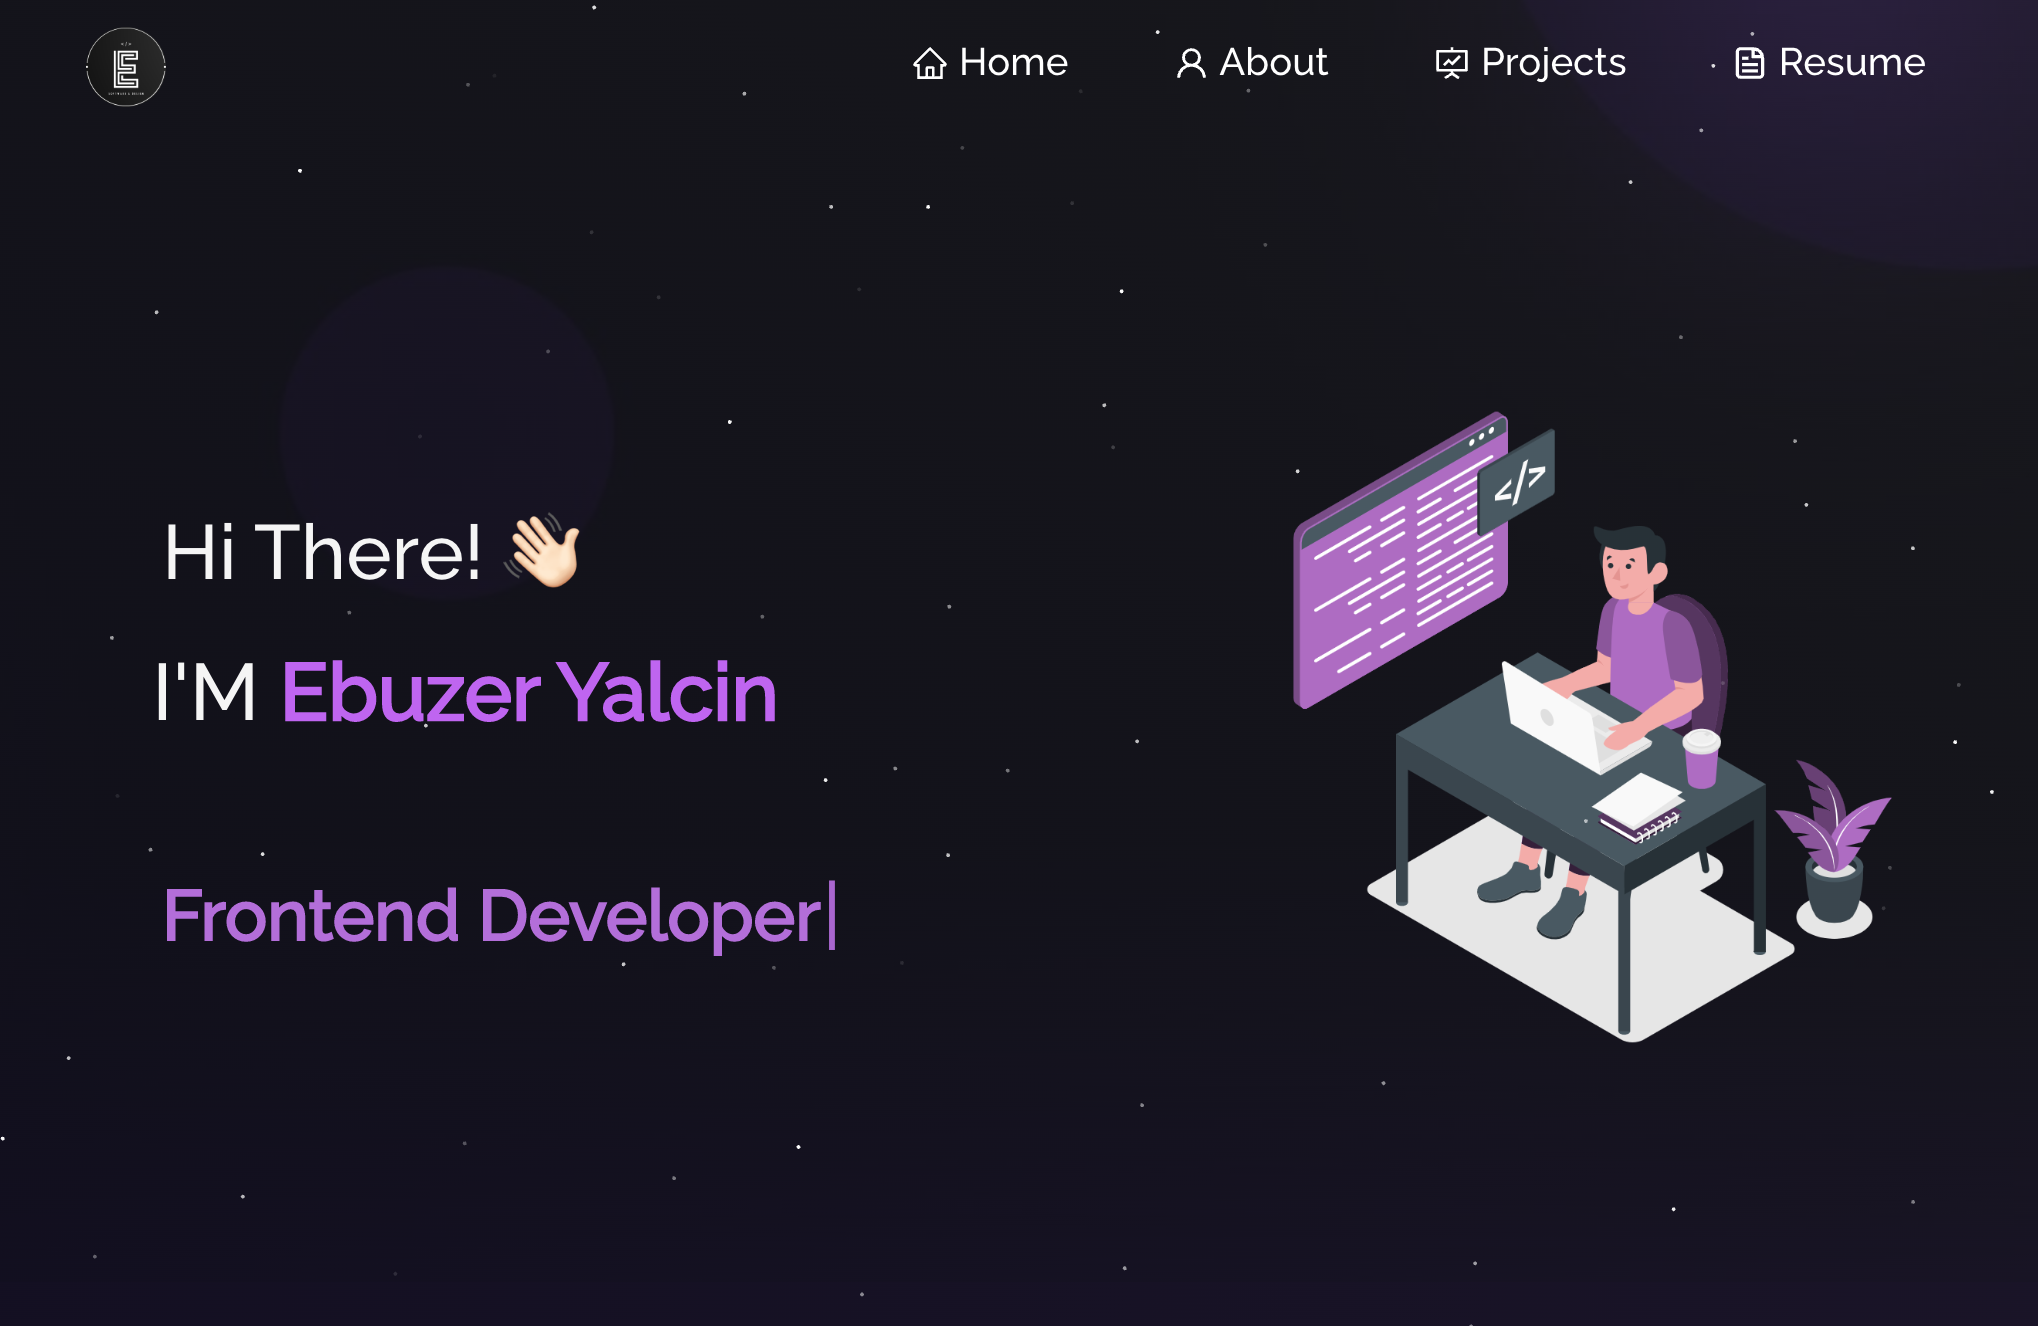 E
Home
About
Projects
Resume
</>
Hi There! 👋🏻
I'M Ebuzer Yalcin
Frontend Developer|